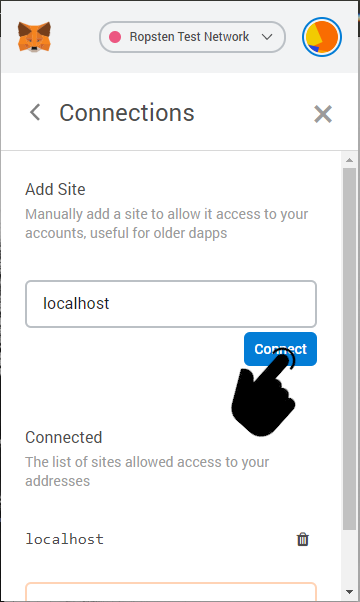 Ropsten Test Network
Connections
Add Site
Manually add a site to allow it access to your
accounts, useful for older dapps
localhost
Connect
Connected
The list of sites allowed access to your
addresses
localhost